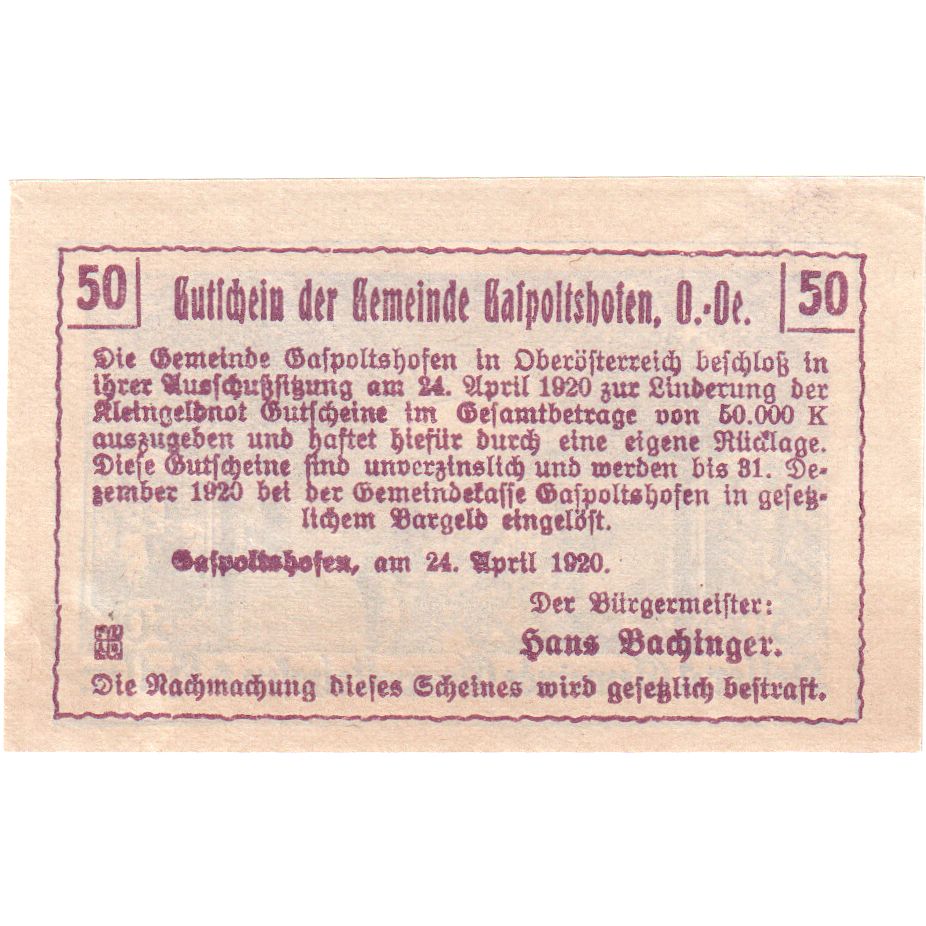 50 Gutschein der Gemeinde Gaspoltshofen, O.-Oe. 50
Die Gemeinde Gaspoltshofen in Oberösterreich beschloß in
ihrer Ausschußsitzung am 24. April 1920 zur Linderung der
Kleingeldnot Gutscheine im Gesamtbetrage von 50.000 K
auszugeben und haftet hiefür durch eine eigene Rücklage.
Diese Gutscheine sind unverzinslich und werden bis 31. De-
zember 1920 bei der Gemeindekasse Gaspoltshofen in gesetz-
lichem Bargeld eingelöst.
Gaspoltshofen, am 24. April 1920.
Der Bürgermeister:
Hans Bachinger.
Die Nachmachung dieses Scheines wird gesetzlich bestraft.